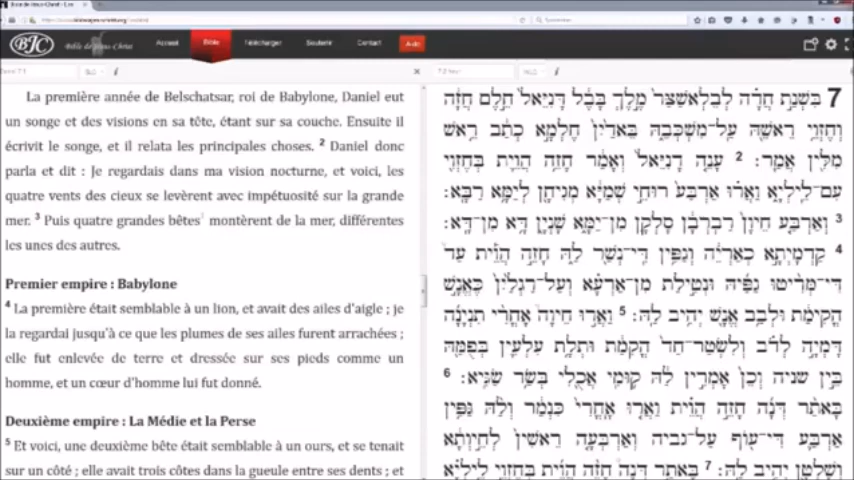 BJC
Bible de Jésus Christ
Accueil
Bible
Télécharger
Soutenir
Contact
Aide
La première année de Belschatsar, roi de Babylone, Daniel eut
un songe et des visions en sa tête, étant sur sa couche. Ensuite il
écrivit le songe, et il relata les principales choses. ² Daniel donc
parla et dit : Je regardais dans ma vision nocturne, et voici, les
quatre vents des cieux se levèrent avec impétuosité sur la grande
mer. ³ Puis quatre grandes bêtes montèrent de la mer, différentes
les unes des autres.
Premier empire : Babylone
⁴ La première était semblable à un lion, et avait des ailes d'aigle ; je
la regardai jusqu'à ce que les plumes de ses ailes furent arrachées ;
elle fut enlevée de terre et dressée sur ses pieds comme un
homme, et un cœur d'homme lui fut donné.
Deuxième empire : La Médie et la Perse
⁵ Et voici, une deuxième bête était semblable à un ours, et se tenait
sur un côté ; elle avait trois côtes dans la gueule entre ses dents ; et
7 בִּשְׁנַת חֲדָה לְבֵלְאשַׁצַּר מֶלֶךְ בָּבֶל דָּנִיֵּאל חֵלֶם חֲזָה
וְחֶזְוֵי רֵאשֵׁהּ עַל־מִשְׁכְּבֵהּ בֵּאדַיִן חֶלְמָא כְתַב רֵאשׁ
מִלִּין אֲמַר׃ 2 עָנֵה דָנִיֵּאל וְאָמַר חָזֵה הֲוֵית בְּחֶזְוִי
עִם־לֵילְיָא וַאֲרוּ אַרְבַּע רוּחֵי שְׁמַיָּא מְגִיחָן לְיַמָּא רַבָּא׃
3 וְאַרְבַּע חֵיוָן רַבְרְבָן סָלְקָן מִן־יַמָּא שָׁנְיָן דָּא מִן־דָּא׃
4 קַדְמָיְתָא כְאַרְיֵה וְגַפִּין דִּי־נְשַׁר לַהּ חָזֵה הֲוֵית עַד
דִּי־מְּרִיטוּ גַפַּיהּ וּנְטִילַת מִן־אַרְעָא וְעַל־רַגְלַיִן כֶּאֱנָשׁ
הֳקִימַת וּלְבַב אֱנָשׁ יְהִיב לַהּ׃ 5 וַאֲרוּ חֵיוָה אָחֳרִי תִנְיָנָה
דָּמְיָה לְדֹב וְלִשְׂטַר־חַד הֳקִמַת וּתְלָת עִלְעִין בְּפֻמַּהּ
בֵּין שניה וְכֵן אָמְרִין לַהּ קוּמִי אֲכֻלִי בְּשַׂר שַׂגִּיא׃ 6
בָּאתַר דְּנָה חָזֵה הֲוֵית וַאֲרוּ אָחֳרִי כִּנְמַר וְלַהּ גַּפִּין
אַרְבַּע דִּי־עוֹף עַל־גביה וְאַרְבְּעָה רֵאשִׁין לְחֵיוְתָא
וְשָׁלְטָן יְהִיב לַהּ׃ 7 בָּאתַר דְּנָה חָזֵה הֲוֵית בְּחֶזְוֵי לֵילְיָא